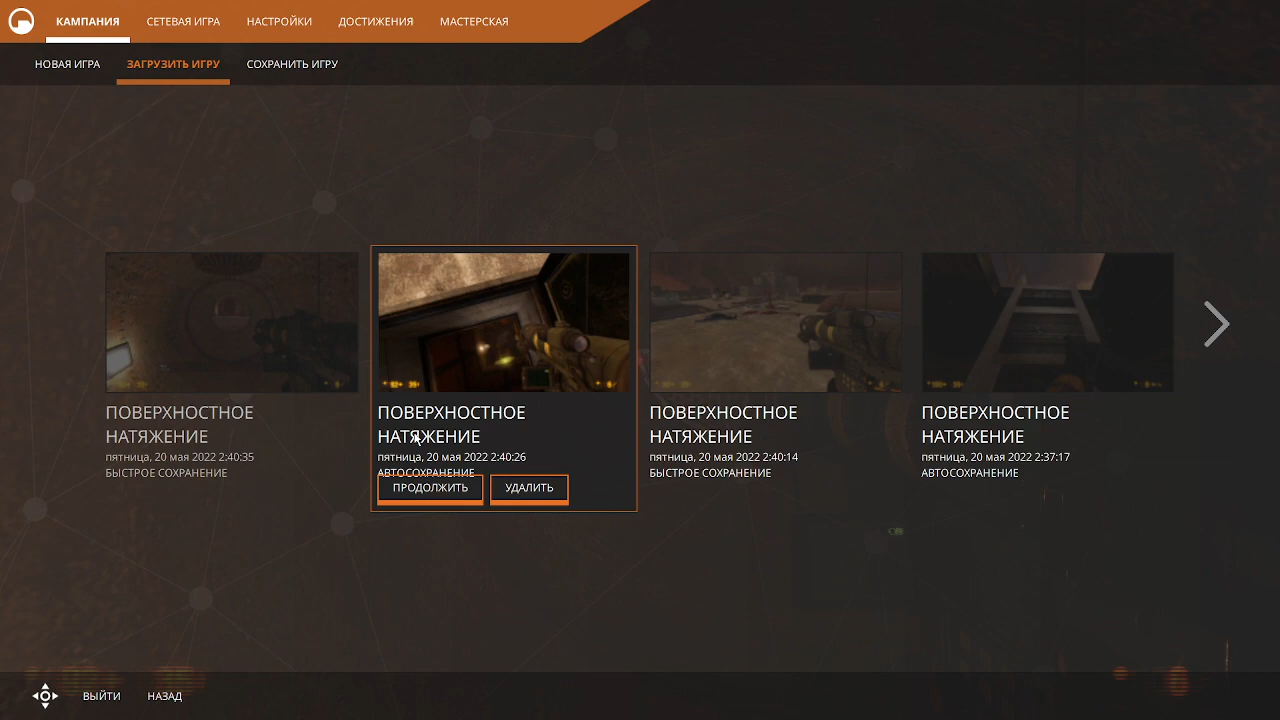 КАМПАНИЯ СЕТЕВАЯ ИГРА НАСТРОЙКИ ДОСТИЖЕНИЯ МАСТЕРСКАЯ
НОВАЯ ИГРА ЗАГРУЗИТЬ ИГРУ СОХРАНИТЬ ИГРУ
ПОВЕРХНОСТНОЕ
НАТЯЖЕНИЕ
пятница, 20 мая 2022 2:40:35
БЫСТРОЕ СОХРАНЕНИЕ
ПОВЕРХНОСТНОЕ
НАТЯЖЕНИЕ
пятница, 20 мая 2022 2:40:26
АВТОСОХРАНЕНИЕ
ПРОДОЛЖИТЬ УДАЛИТЬ
ПОВЕРХНОСТНОЕ
НАТЯЖЕНИЕ
пятница, 20 мая 2022 2:40:14
БЫСТРОЕ СОХРАНЕНИЕ
ПОВЕРХНОСТНОЕ
НАТЯЖЕНИЕ
пятница, 20 мая 2022 2:37:17
АВТОСОХРАНЕНИЕ
ВЫЙТИ НАЗАД